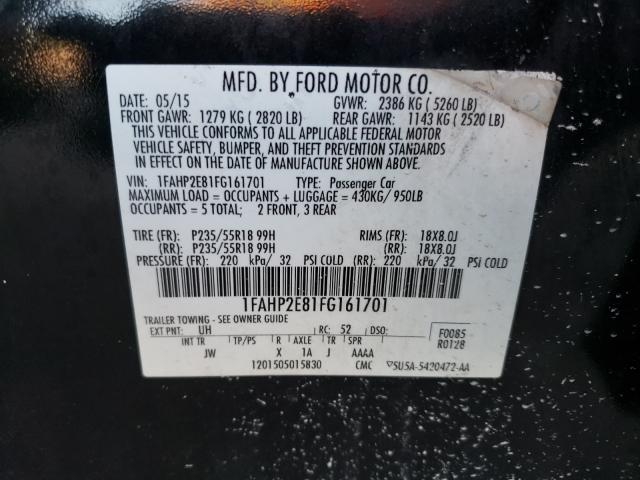 MFD. BY FORD MOTOR CO.
DATE: 05/15 GVWR: 2386 KG ( 5260 LB)
FRONT GAWR: 1279 KG ( 2820 LB) REAR GAWR: 1143 KG ( 2520 LB)
THIS VEHICLE CONFORMS TO ALL APPLICABLE FEDERAL MOTOR
VEHICLE SAFETY, BUMPER, AND THEFT PREVENTION STANDARDS
IN EFFECT ON THE DATE OF MANUFACTURE SHOWN ABOVE.
VIN: 1FAHP2E81FG161701 TYPE: Passenger Car
MAXIMUM LOAD = OCCUPANTS + LUGGAGE = 430KG/ 950LB
OCCUPANTS = 5 TOTAL; 2 FRONT, 3 REAR
TIRE (FR): P235/55R18 99H RIMS (FR): 18X8.0J
(RR): P235/55R18 99H (RR): 18X8.0J
PRESSURE (FR): 220 kPa/ 32 PSI COLD (RR): 220 kPa/ 32 PSI COLD
1FAHP2E81FG161701
TRAILER TOWING - SEE OWNER GUIDE
EXT PNT: UH RC: 52 DSO: F0085
INT TR TP/PS R AXLE TR SPR R0128
JW X 1A J AAAA
1201505015830 CMC ▽5U5A-5420472-AA